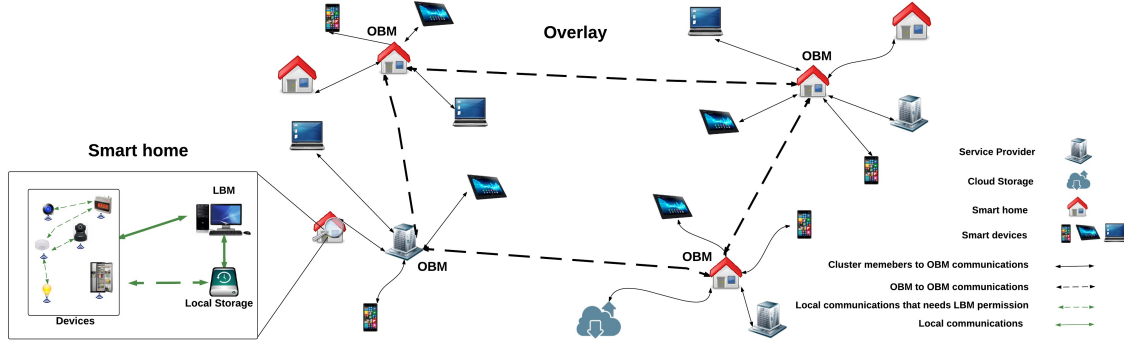 Overlay
OBM
OBM
Smart home
LBM
Local Storage
Devices
OBM
OBM
Service Provider
Cloud Storage
Smart home
Smart devices
Cluster memebers to OBM communications
OBM to OBM communications
Local communications that needs LBM permission
Local communications